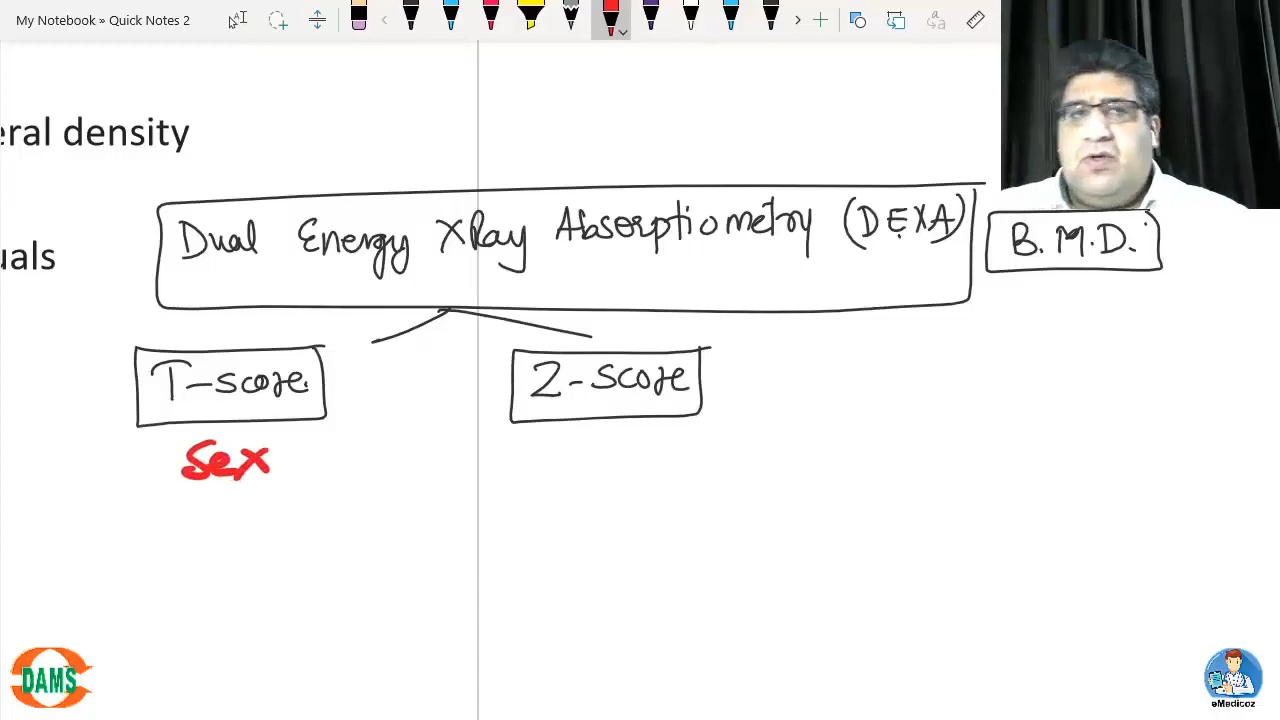 My Notebook » Quick Notes 2
eral density
Dual Energy XRay Absorptiometry (DEXA)
B.M.D.
uals
T-score
Z-score
Sex
DAMS
eMedicoz